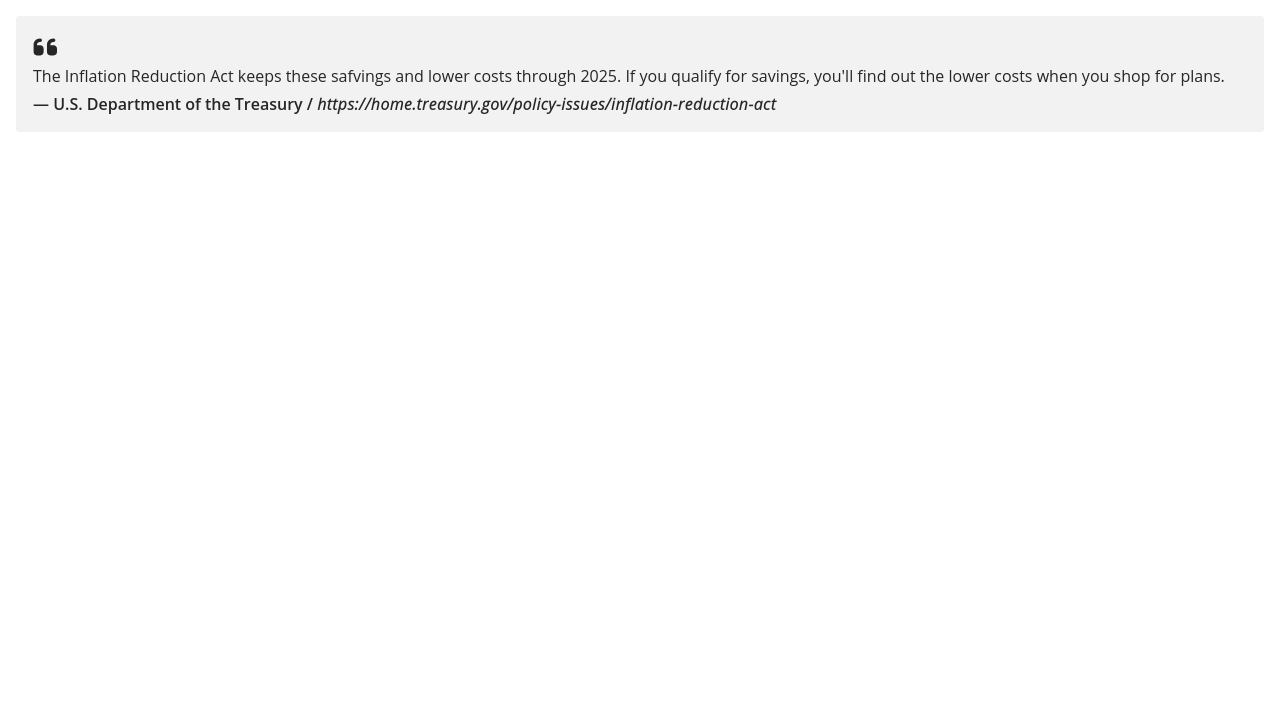 The Inflation Reduction Act keeps these safvings and lower costs through 2025. If you qualify for savings, you'll find out the lower costs when you shop for plans.
— U.S. Department of the Treasury / https://home.treasury.gov/policy-issues/inflation-reduction-act